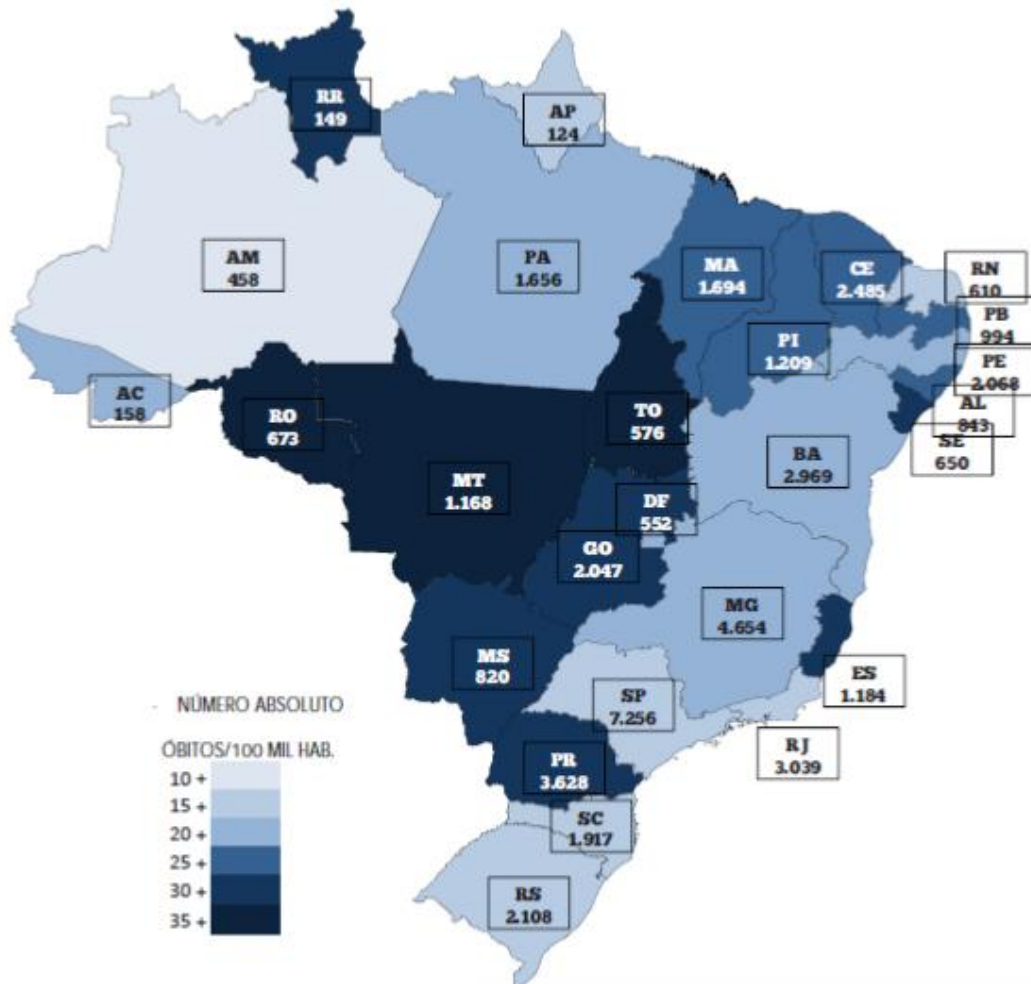 RR
149
AP
124
AM
458
PA
1.656
MA
1.694
CE
2.485
RN
610
PB
994
PI
1.209
PE
2.068
AC
158
AL
843
RO
673
TO
576
SE
650
BA
2.969
MT
1.168
DF
552
GO
2.047
MG
4.654
MS
820
ES
1.184
SP
7.256
- NÚMERO ABSOLUTO
RJ
3.039
ÓBITOS/100 MIL HAB.
PR
3.628
10 +
15 +
20 +
25 +
30 +
35 +
SC
1.917
RS
2.108